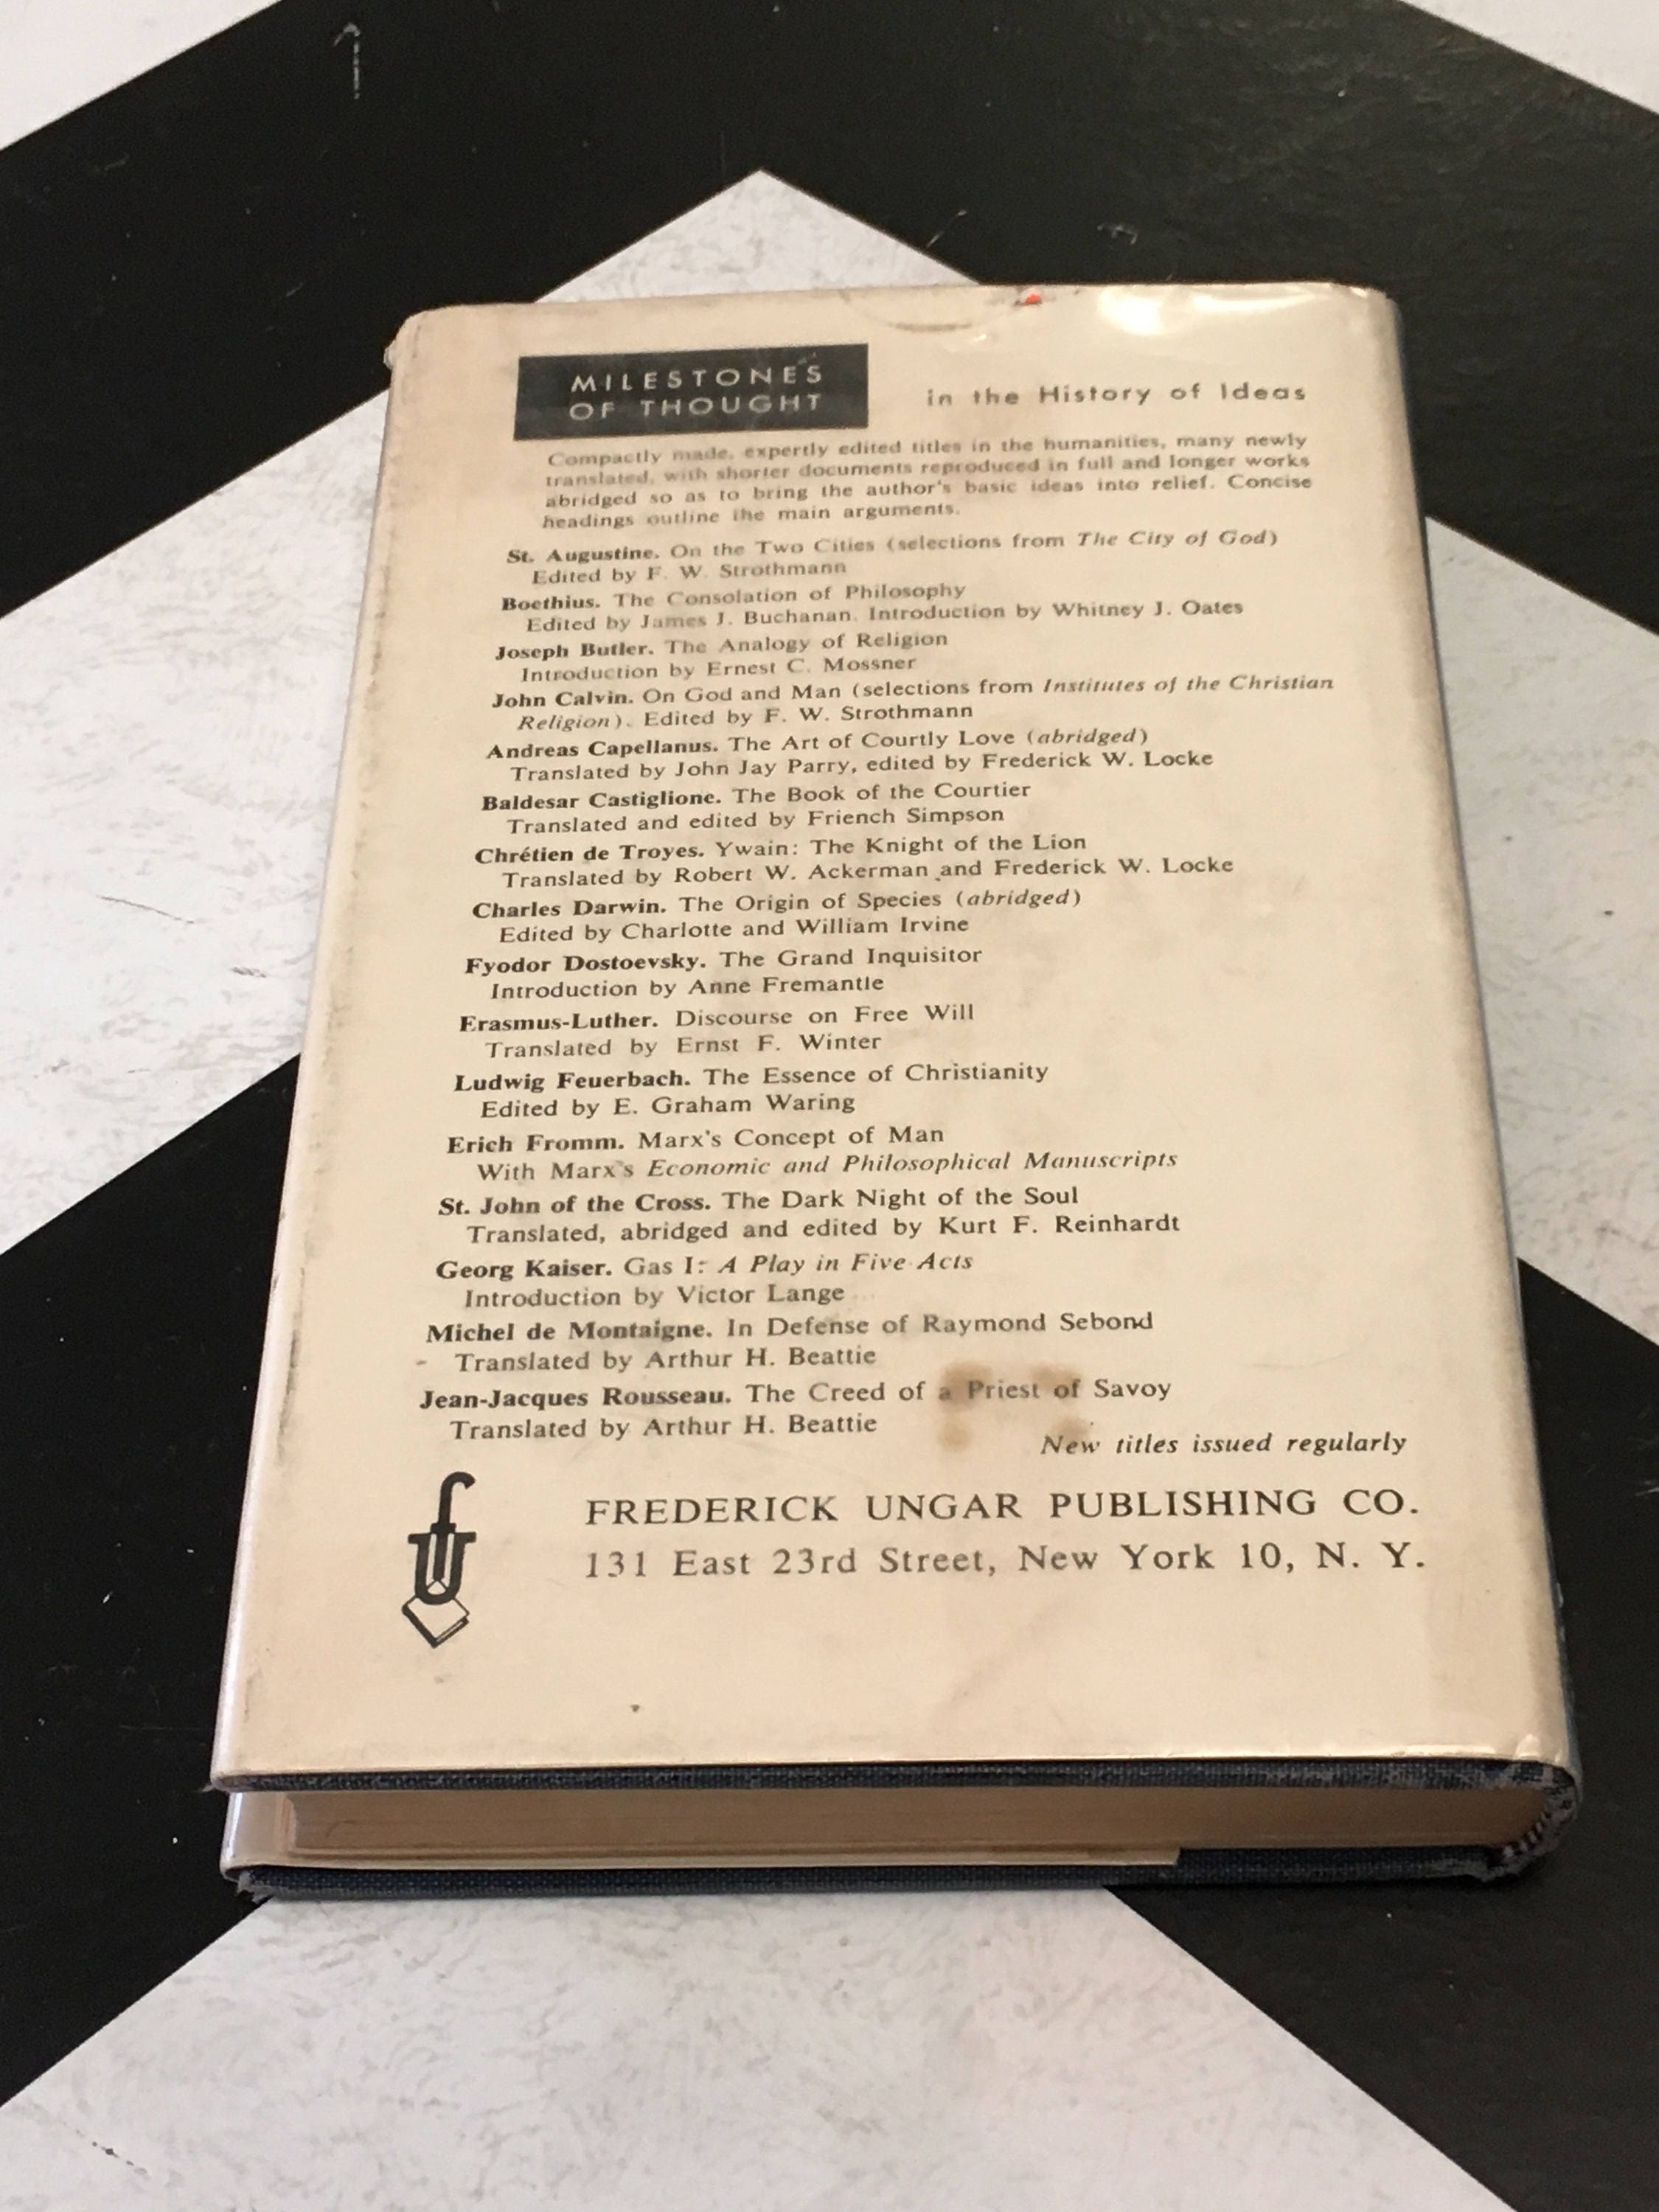 MILESTONES
OF THOUGHT
in the History of Ideas
Compactly made, expertly edited titles in the humanities, many newly
translated, with shorter documents reproduced in full and longer works
abridged so as to bring the author's basic ideas into relief. Concise
headings outline the main arguments.
St. Augustine. On the Two Cities (selections from The City of God)
Edited by F. W. Strothmann
Boethius. The Consolation of Philosophy
Edited by James J. Buchanan. Introduction by Whitney J. Oates
Joseph Butler. The Analogy of Religion
Introduction by Ernest C. Mossner
John Calvin. On God and Man (selections from Institutes of the Christian
Religion). Edited by F. W. Strothmann
Andreas Capellanus. The Art of Courtly Love (abridged)
Translated by John Jay Parry, edited by Frederick W. Locke
Baldesar Castiglione. The Book of the Courtier
Translated and edited by Friench Simpson
Chrétien de Troyes. Ywain: The Knight of the Lion
Translated by Robert W. Ackerman and Frederick W. Locke
Charles Darwin. The Origin of Species (abridged)
Edited by Charlotte and William Irvine
Fyodor Dostoevsky. The Grand Inquisitor
Introduction by Anne Fremantle
Erasmus-Luther. Discourse on Free Will
Translated by Ernst F. Winter
Ludwig Feuerbach. The Essence of Christianity
Edited by E. Graham Waring
Erich Fromm. Marx's Concept of Man
With Marx's Economic and Philosophical Manuscripts
St. John of the Cross. The Dark Night of the Soul
Translated, abridged and edited by Kurt F. Reinhardt
Georg Kaiser. Gas I: A Play in Five Acts
Introduction by Victor Lange
Michel de Montaigne. In Defense of Raymond Sebond
Translated by Arthur H. Beattie
Jean-Jacques Rousseau. The Creed of a Priest of Savoy
Translated by Arthur H. Beattie
New titles issued regularly
FREDERICK UNGAR PUBLISHING CO.
131 East 23rd Street, New York 10, N. Y.